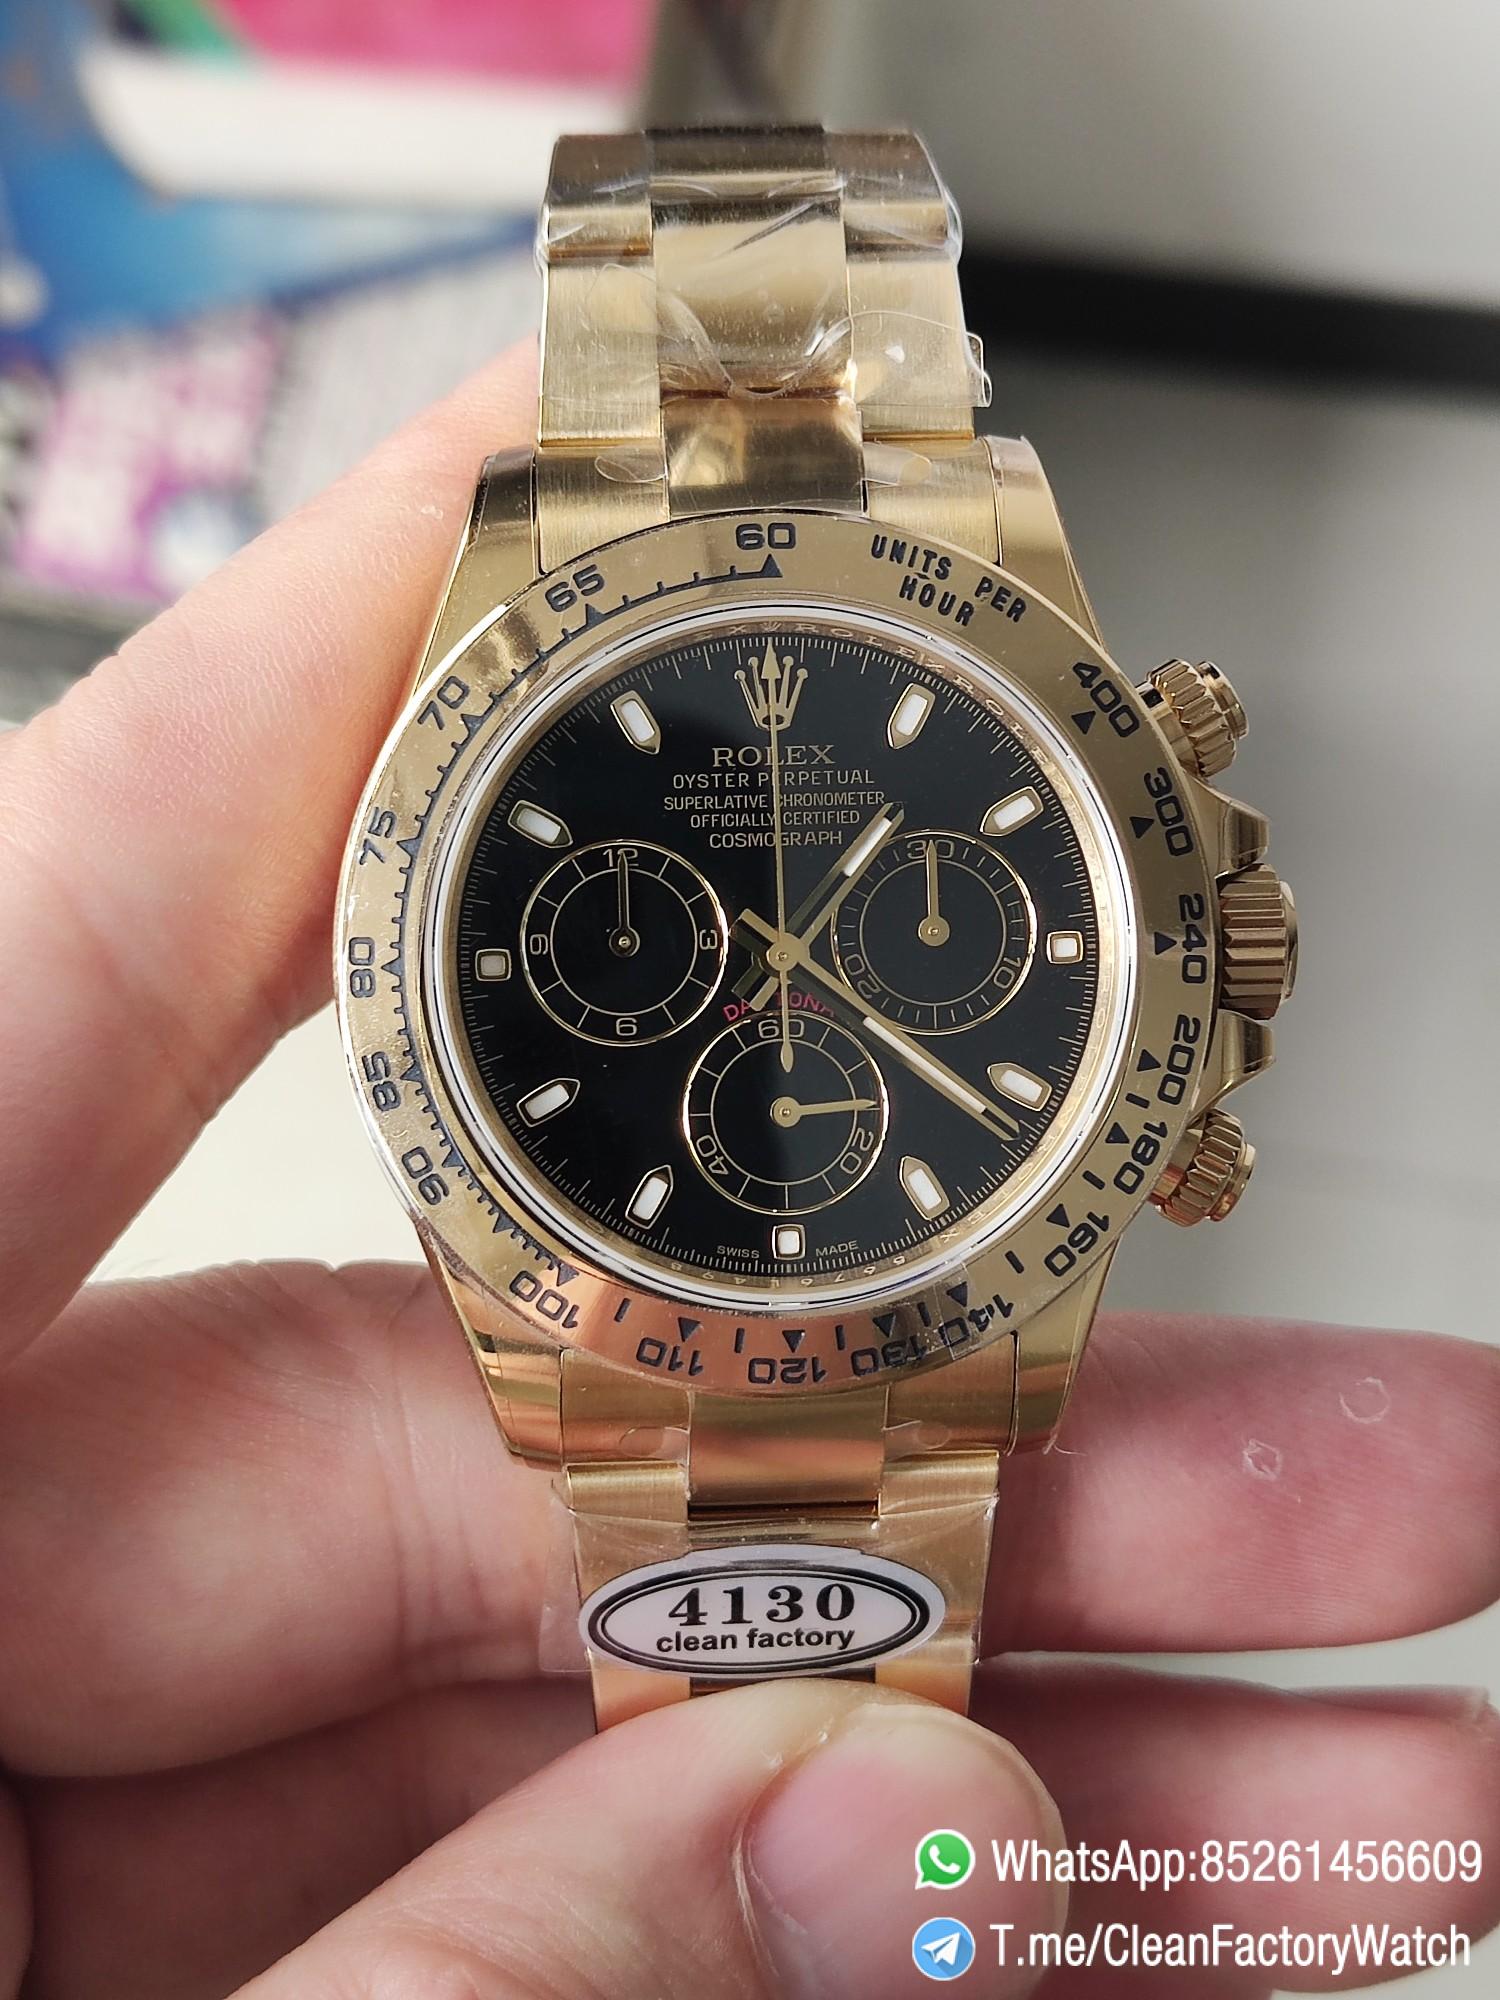 60
UNITS PER
HOUR
65
400
70
300
75
240
80
200
85
180
90
160
100
140
110
120
130
ROLEX
OYSTER PERPETUAL
SUPERLATIVE CHRONOMETER
OFFICIALLY CERTIFIED
COSMOGRAPH
12
3
6
9
30
10
20
DAYTONA
60
20
40
SWISS MADE
4130
clean factory
WhatsApp:85261456609
T.me/CleanFactoryWatch